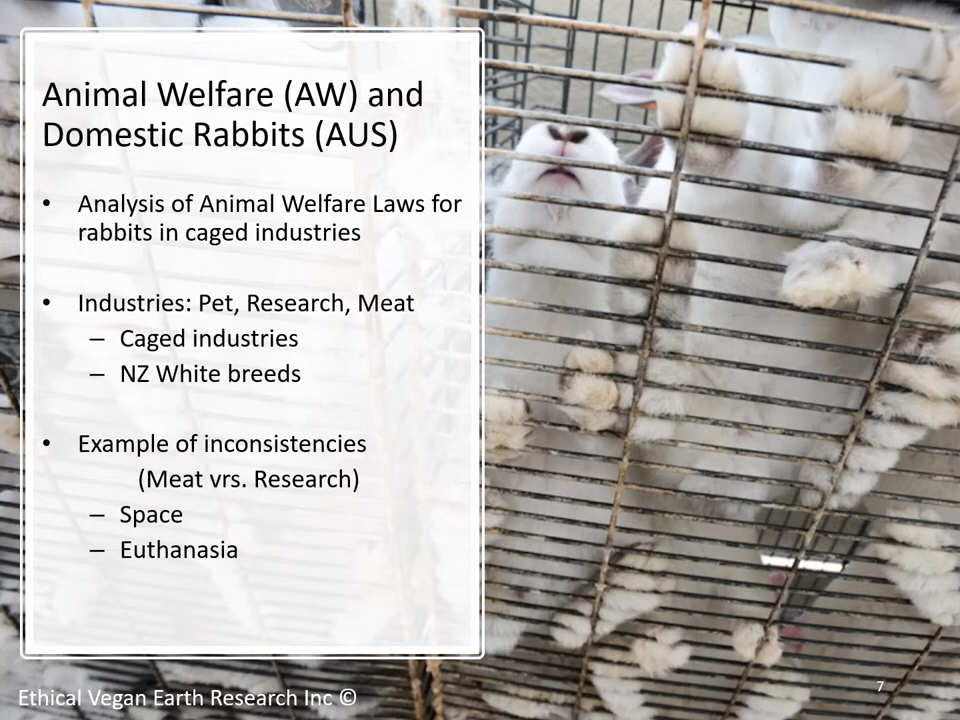 Animal Welfare (AW) and
Domestic Rabbits (AUS)
• Analysis of Animal Welfare Laws for
rabbits in caged industries
• Industries: Pet, Research, Meat
– Caged industries
– NZ White breeds
• Example of inconsistencies
(Meat vrs. Research)
– Space
– Euthanasia
Ethical Vegan Earth Research Inc ©
7